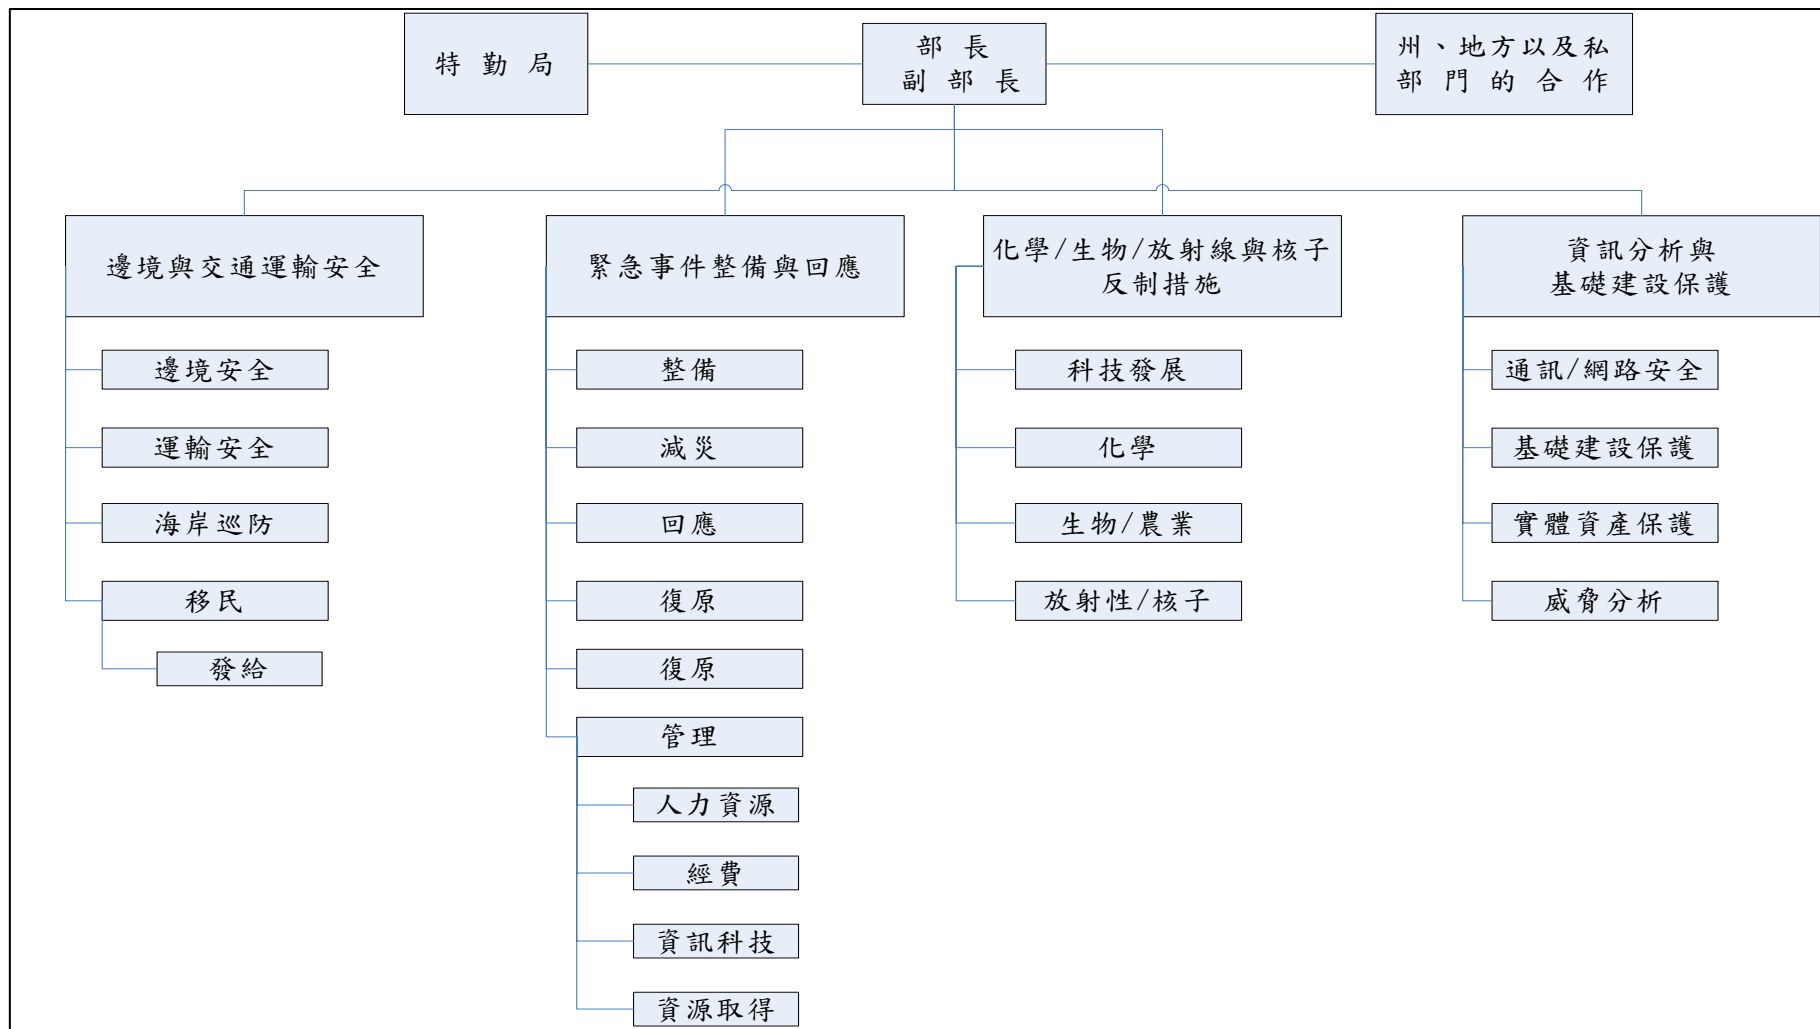 特勤局
部長
副部長
州、地方以及私
部門的合作
邊境與交通運輸安全
邊境安全
運輸安全
海岸巡防
移民
發給
緊急事件整備與回應
整備
減災
回應
復原
復原
管理
人力資源
經費
資訊科技
資源取得
化學/生物/放射線與核子
反制措施
科技發展
化學
生物/農業
放射性/核子
資訊分析與
基礎建設保護
通訊/網路安全
基礎建設保護
實體資產保護
威脅分析